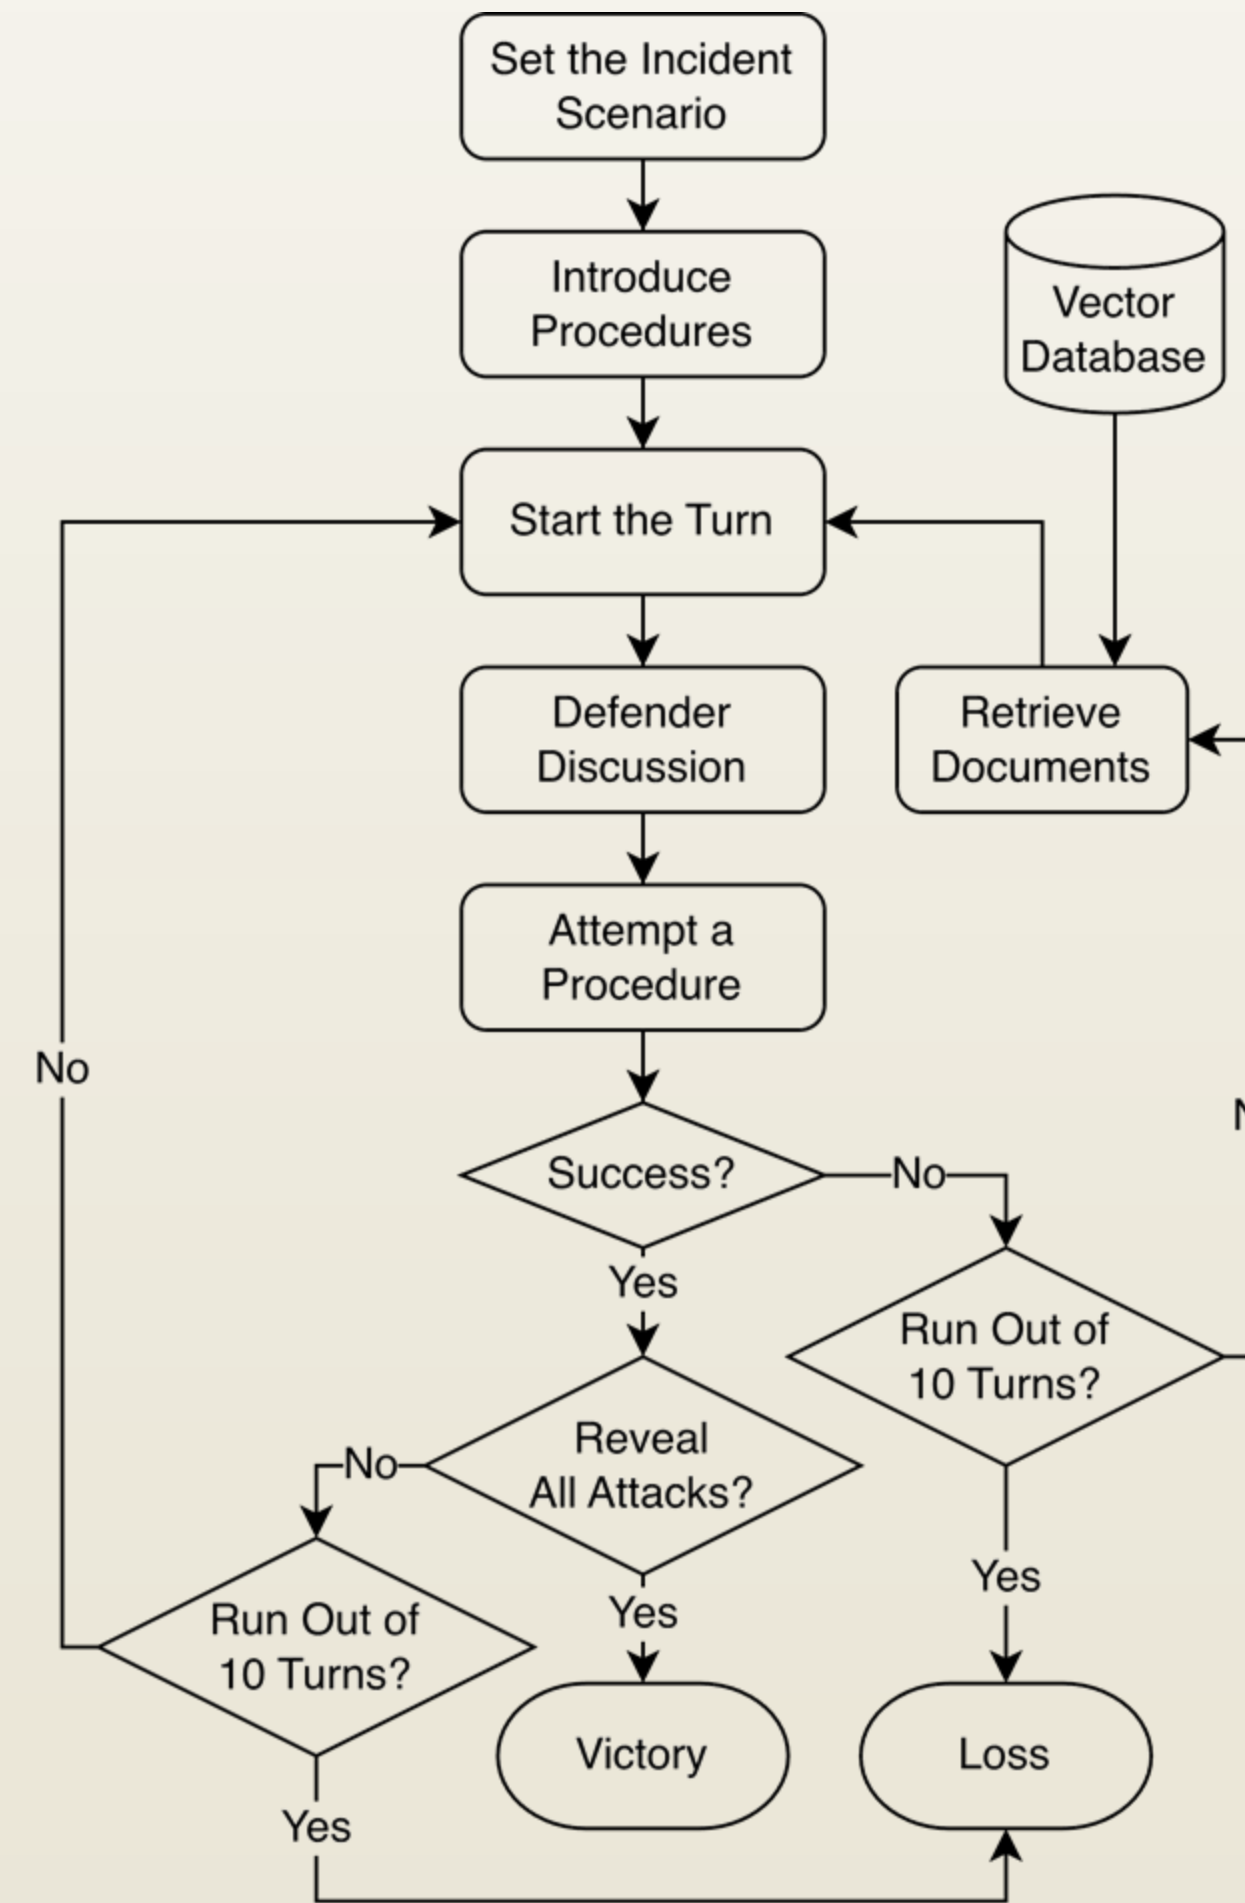 Set the Incident
Scenario
Introduce
Procedures
Vector
Database
Start the Turn
Defender
Discussion
Retrieve
Documents
Attempt a
Procedure
No
Success?
No
Yes
Run Out of
10 Turns?
Reveal
All Attacks?
No
Yes
Run Out of
10 Turns?
Yes
Victory
Loss
Yes